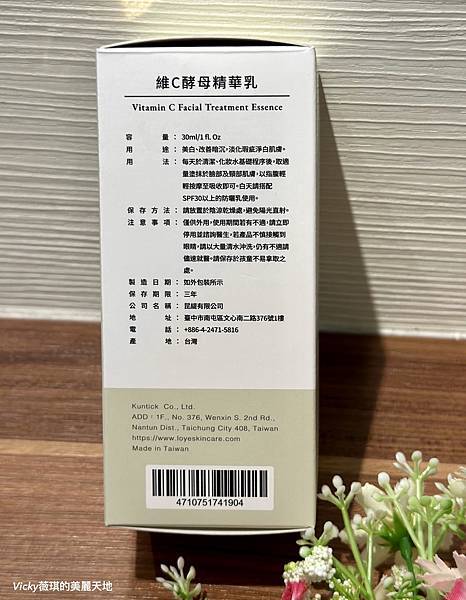 維C酵母精華乳
Vitamin C Facial Treatment Essence
容量：30ml/1 fl. Oz
用途：美白、改善暗沉，淡化瑕疵淨白肌膚。
用法：每天於清潔、化妝水基礎程序後，取適
量塗抹於臉部及頸部肌膚，以指腹輕
輕按摩至吸收即可。白天請搭配
SPF30以上的防曬乳使用。
保存方法：請放置於陰涼乾燥處，避免陽光直射。
注意事項：僅供外用，使用期間若有不適，請立即
停用並諮詢醫生，若產品不慎接觸到
眼睛，請以大量清水沖洗，仍有不適請
儘速就醫。請保存於孩童不易拿取之
處。
製造日期：如外包裝所示
保存期限：三年
公司名稱：昆緹有限公司
地址：臺中市南屯區文心南二路376號1樓
電話：+886-4-2471-5816
產地：台灣
Kuntick Co., Ltd.
ADD：1F., No. 376, Wenxin S. 2nd Rd.,
Nantun Dist., Taichung City 408, Taiwan
https://www.loyeskincare.com
Made in Taiwan
4710751741904
Vicky薇琪的美麗天地